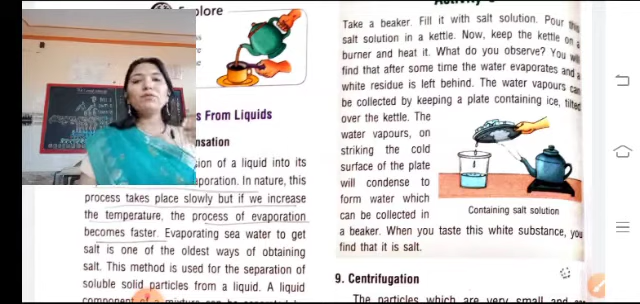 plore
s From Liquids
nsation
ion of a liquid into its
aporation. In nature, this
process takes place slowly but if we increase
the temperature, the process of evaporation
becomes faster. Evaporating sea water to get
salt is one of the oldest ways of obtaining
salt. This method is used for the separation of
soluble solid particles from a liquid. A liquid
component of a mixture can be
Take a beaker. Fill it with salt solution. Pour this
salt solution in a kettle. Now, keep the kettle on a
burner and heat it. What do you observe? You will
find that after some time the water evaporates and a
white residue is left behind. The water vapours can
be collected by keeping a plate containing ice, tilted
over the kettle. The
water vapours, on
striking the cold
surface of the plate
will condense to
form water which
can be collected in
a beaker. When you taste this white substance, you
find that it is salt.
Containing salt solution
9. Centrifugation
The particles which are very small and